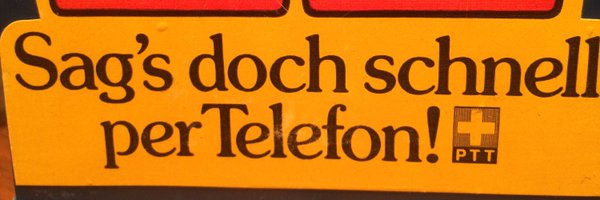 Sag's doch schnell
per Telefon!
PTT